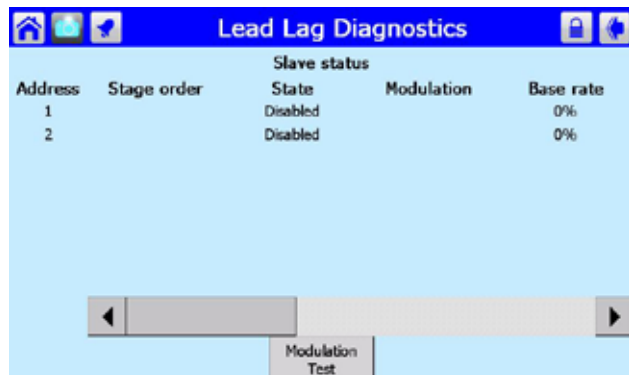 Lead Lag Diagnostics
Slave status
Address Stage order State Modulation Base rate
1 Disabled 0%
2 Disabled 0%
Modulation
Test